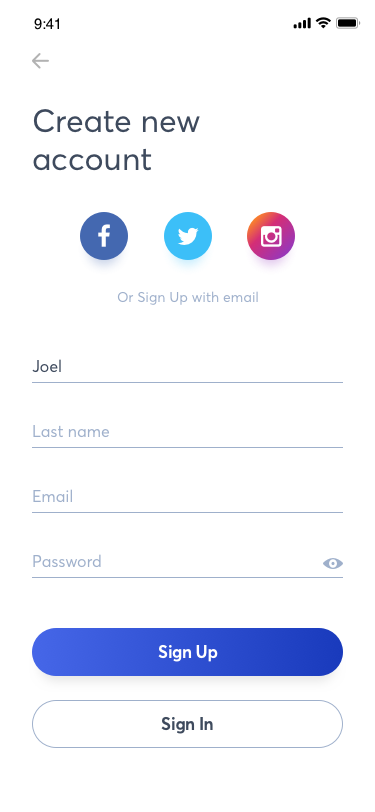 9:41
Create new
account
Or Sign Up with email
Joel
Last name
Email
Password
Sign Up
Sign In